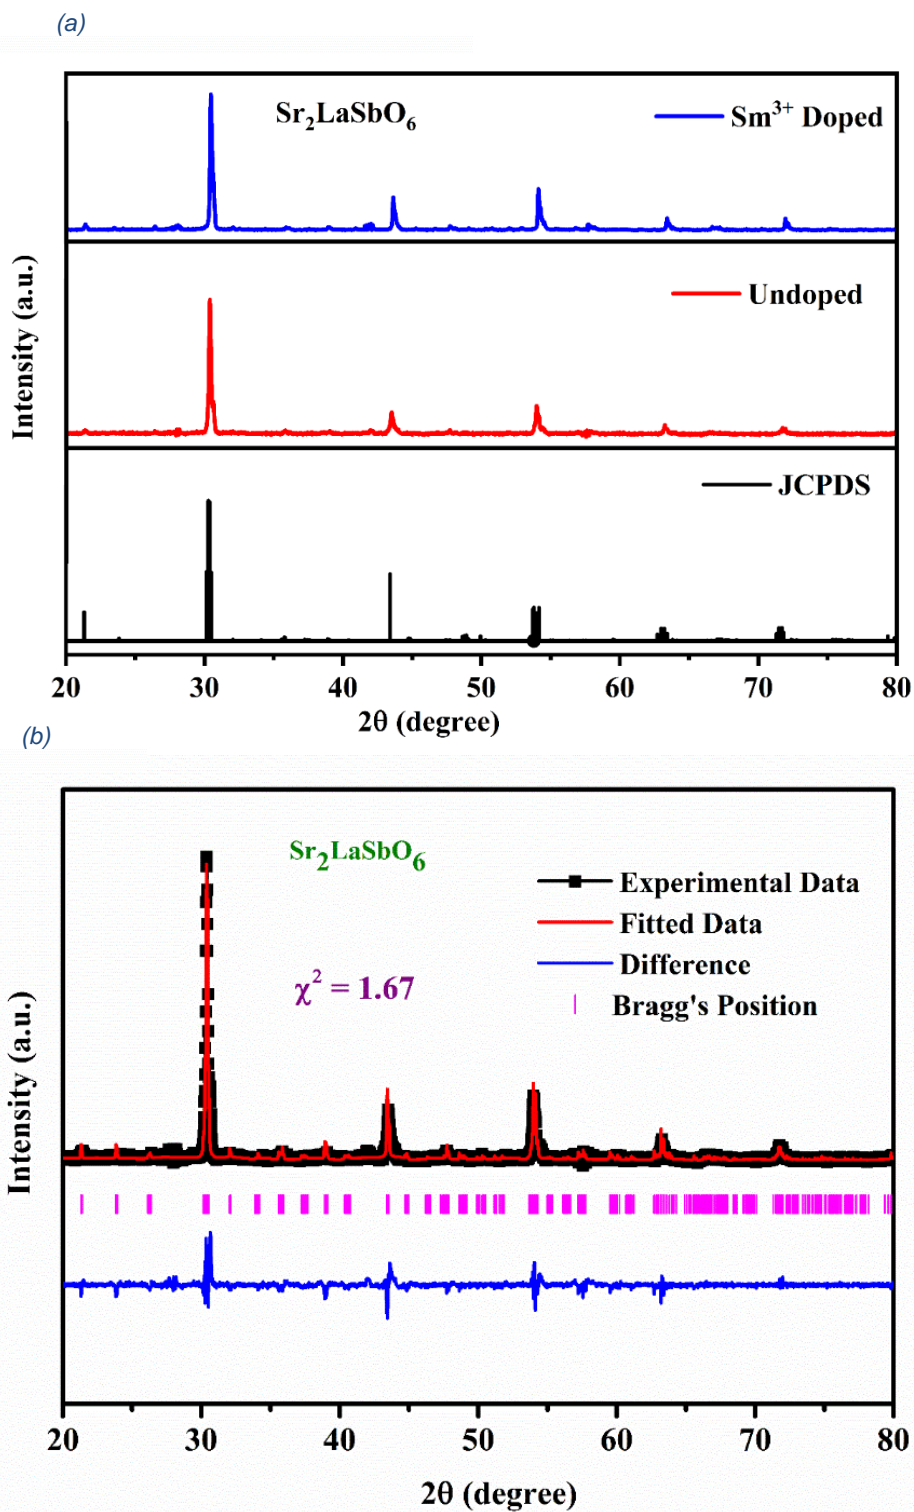 (a)
Sr₂LaSbO₆
Sm³⁺ Doped
Undoped
JCPDS
Intensity (a.u.)
20 30 40 50 60 70 80
2θ (degree)
(b)
Sr₂LaSbO₆
χ² = 1.67
Experimental Data
Fitted Data
Difference
Bragg's Position
Intensity (a.u.)
20 30 40 50 60 70 80
2θ (degree)